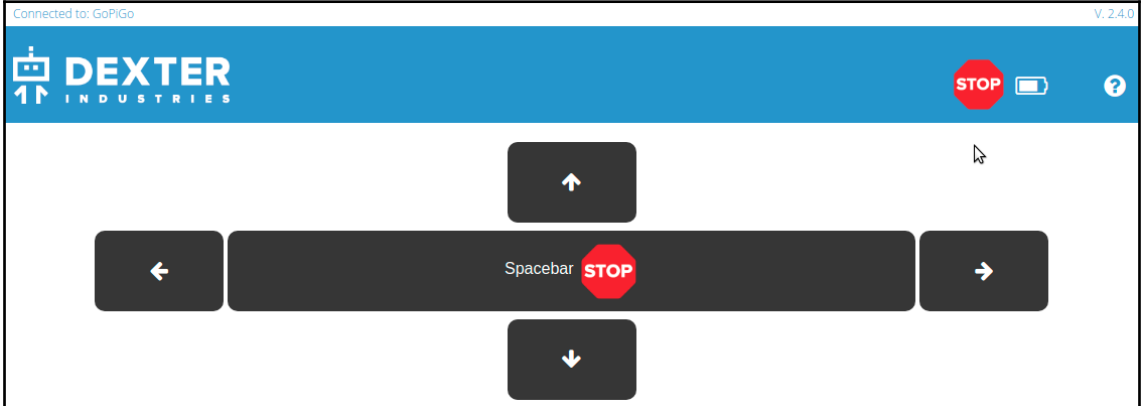 Connected to: GoPiGo
V. 2.4.0
DEXTER
INDUSTRIES
STOP
?
Spacebar STOP